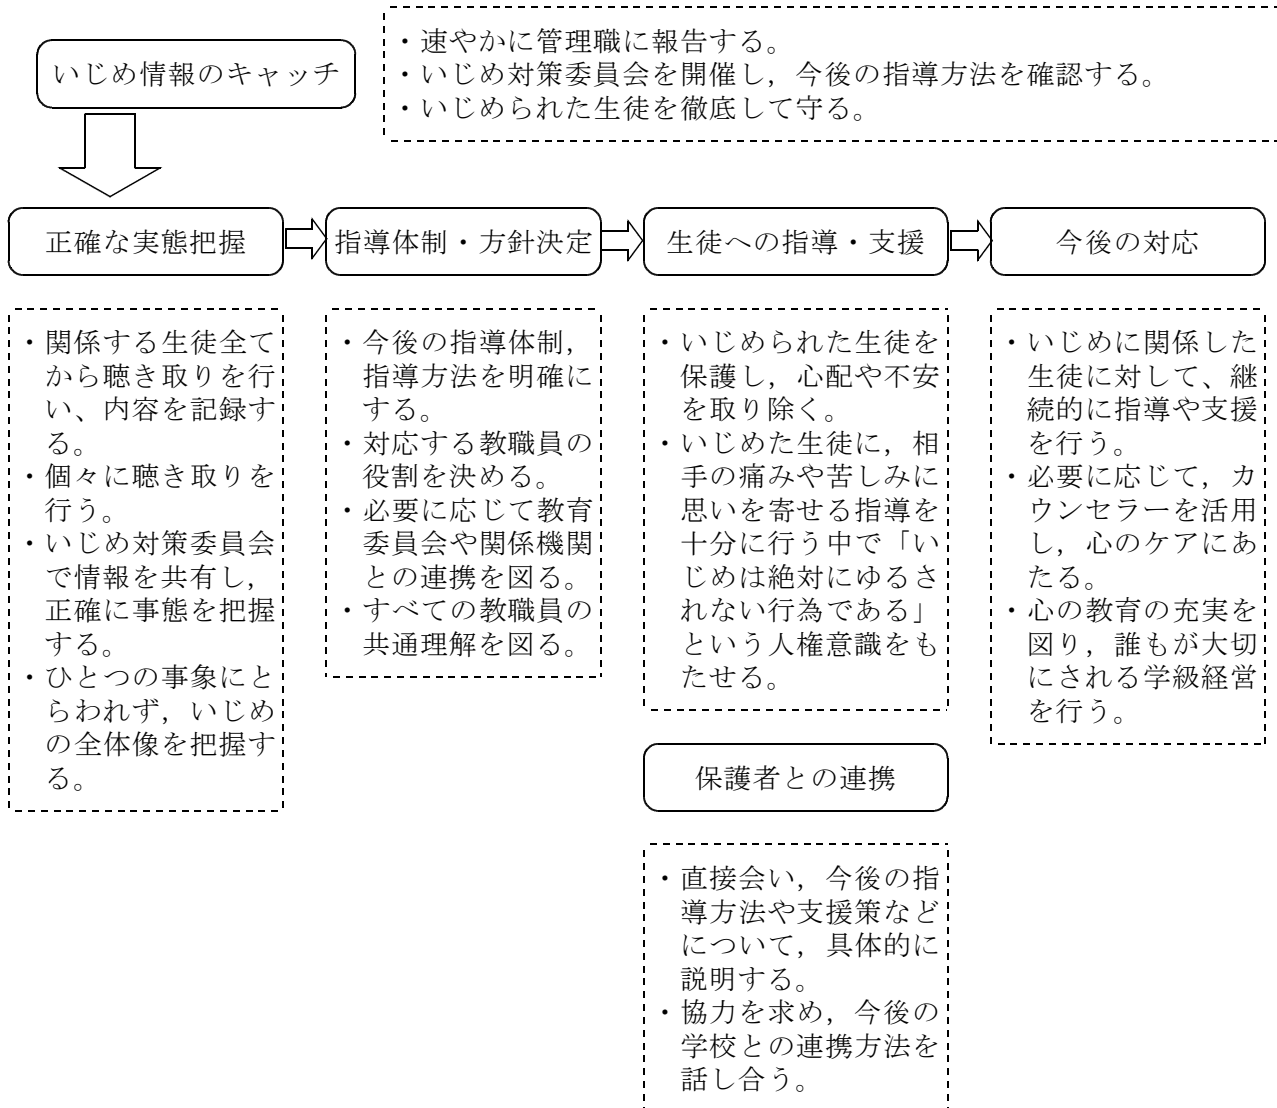 いじめ情報のキャッチ
・速やかに管理職に報告する。
・いじめ対策委員会を開催し，今後の指導方法を確認する。
・いじめられた生徒を徹底して守る。
正確な実態把握
指導体制・方針決定
生徒への指導・支援
今後の対応
・関係する生徒全て
から聴き取りを行
い、内容を記録す
る。
・個々に聴き取りを
行う。
・いじめ対策委員会
で情報を共有し，
正確に事態を把握
する。
・ひとつの事象にと
らわれず，いじめ
の全体像を把握す
る。
・今後の指導体制，
指導方法を明確に
する。
・対応する教職員の
役割を決める。
・必要に応じて教育
委員会や関係機関
との連携を図る。
・すべての教職員の
共通理解を図る。
・いじめられた生徒を
保護し，心配や不安
を取り除く。
・いじめた生徒に，相
手の痛みや苦しみに
思いを寄せる指導を
十分に行う中で「い
じめは絶対にゆるさ
れない行為である」
という人権意識をも
たせる。
保護者との連携
・直接会い，今後の指
導方法や支援策など
について，具体的に
説明する。
・協力を求め，今後の
学校との連携方法を
話し合う。
・いじめに関係した
生徒に対して、継
続的に指導や支援
を行う。
・必要に応じて，カ
ウンセラーを活用
し，心のケアにあ
たる。
・心の教育の充実を
図り，誰もが大切
にされる学級経営
を行う。